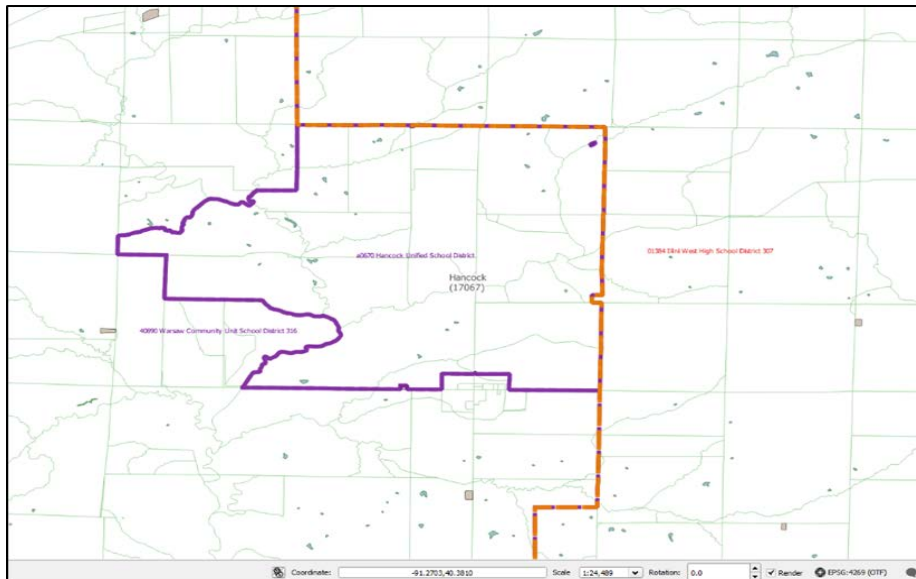 a0670 Hancock Unified School District
01384 Illini West High School District 307
Hancock
(17067)
40890 Warsaw Community Unit School District 316
Coordinate:
-91.2703,40.3810
Scale
1:24,489
Rotation:
0.0
Render
EPSG:4269 (OTF)